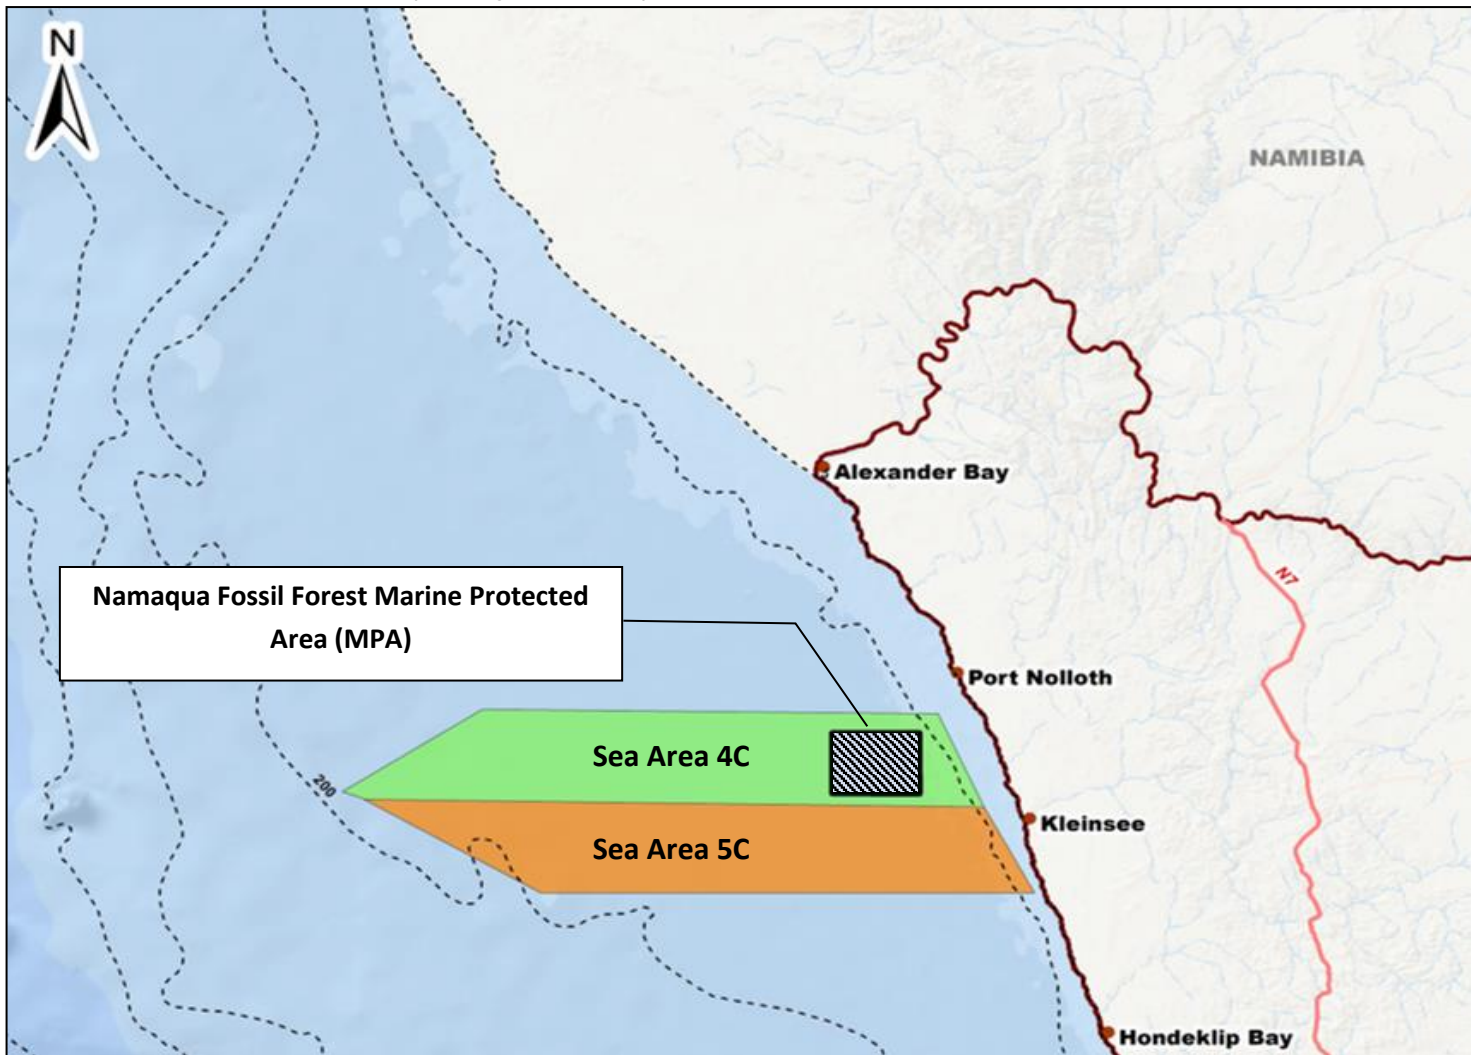 N
NAMIBIA
Alexander Bay
Namaqua Fossil Forest Marine Protected
Area (MPA)
N7
Port Nolloth
Sea Area 4C
200
Kleinsee
Sea Area 5C
Hondeklip Bay